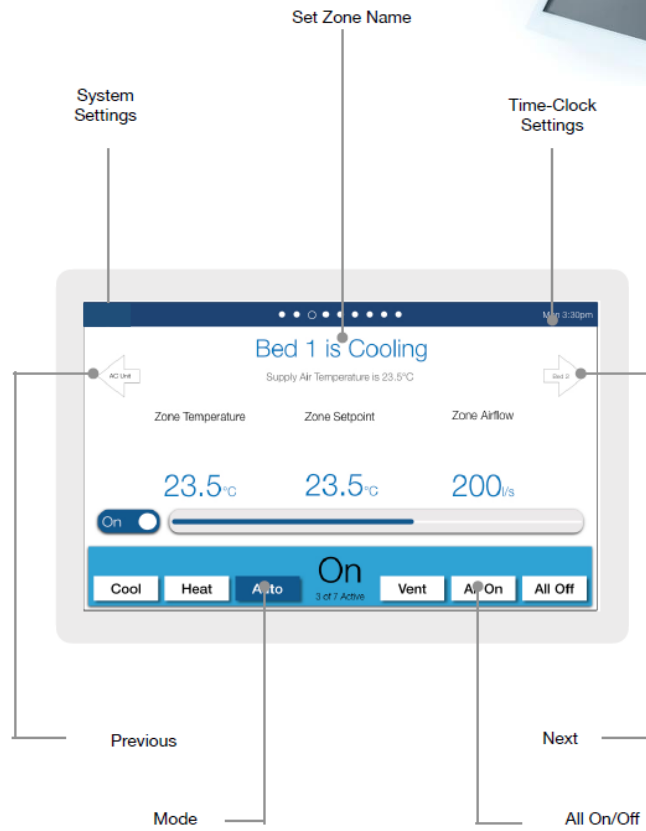 Set Zone Name
System
Settings
Time-Clock
Settings
Mon 3:30pm
Bed 1 is Cooling
AC Unit
Supply Air Temperature is 23.5°C
Bed 2
Zone Temperature
Zone Setpoint
Zone Airflow
23.5°C
23.5°C
200l/s
On
On
Cool
Heat
Auto
3 of 7 Active
Vent
All On
All Off
Previous
Next
Mode
All On/Off